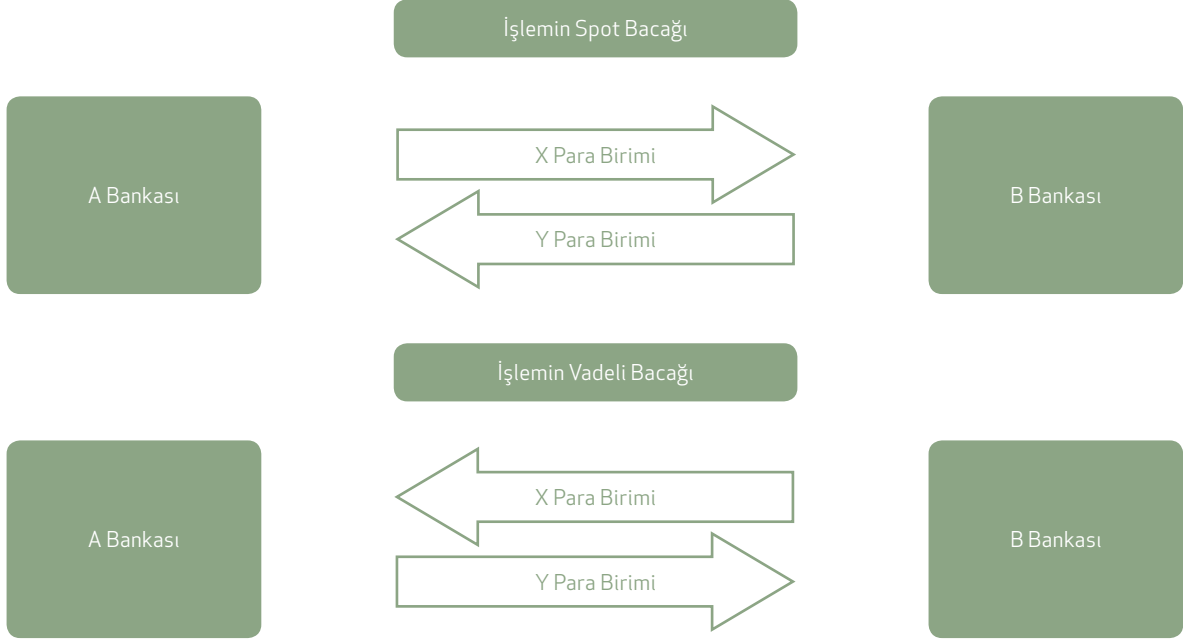 İşlemin Spot Bacağı
A Bankası
X Para Birimi
Y Para Birimi
B Bankası
İşlemin Vadeli Bacağı
A Bankası
X Para Birimi
Y Para Birimi
B Bankası